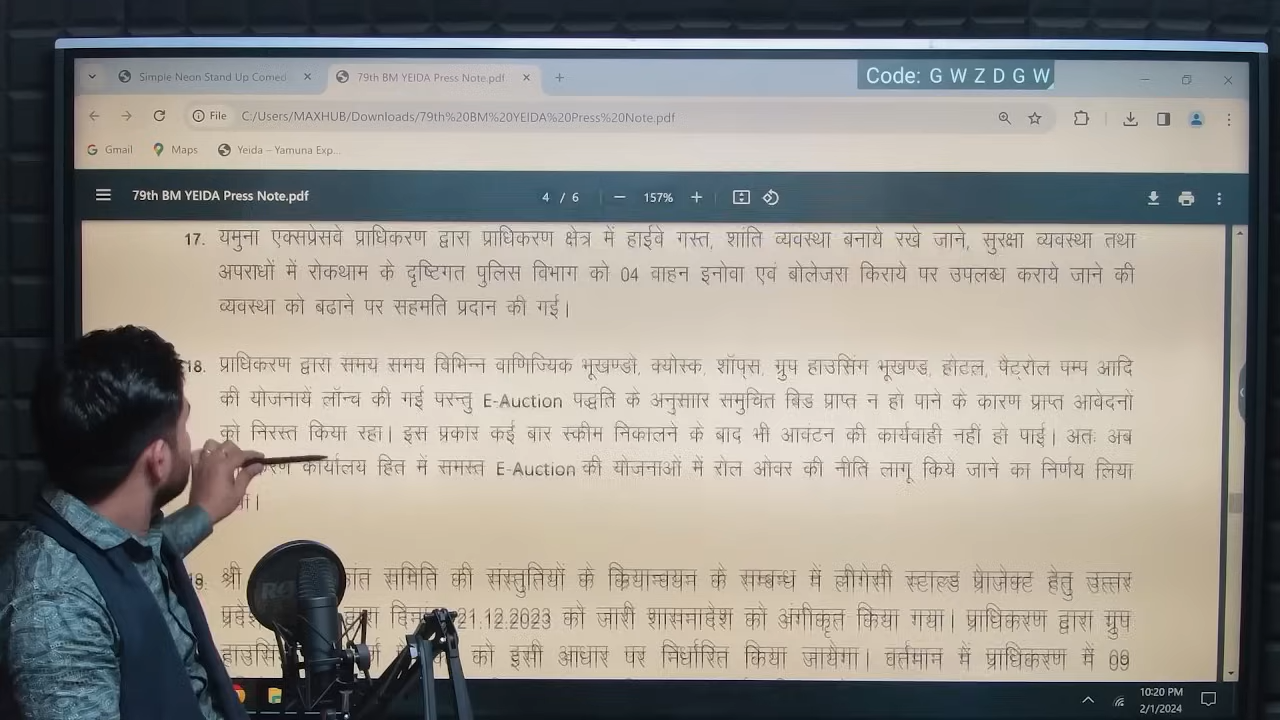 Simple Neon Stand Up Comed
79th BM YEIDA Press Note.pdf
Code: G W Z D G W
File C:/Users/MAXHUB/Downloads/79th%20BM%20YEIDA%20Press%20Note.pdf
Gmail Maps Yeida – Yamuna Exp...
79th BM YEIDA Press Note.pdf 4 / 6 157%
17. यमुना एक्सप्रेसवे प्राधिकरण द्वारा प्राधिकरण क्षेत्र में हाईवे गस्त, शांति व्यवस्था बनाये रखे जाने, सुरक्षा व्यवस्था तथा
अपराधों में रोकथाम के दृष्टिगत पुलिस विभाग को 04 वाहन इनोवा एवं बोलेजरा किराये पर उपलब्ध कराये जाने की
व्यवस्था को बढाने पर सहमति प्रदान की गई।
18. प्राधिकरण द्वारा समय समय विभिन्न वाणिज्यिक भूखण्डो, क्योस्क, शॉप्स, ग्रुप हाउसिंग भूखण्ड, होटल, पैट्रोल पम्प आदि
की योजनायें लॉन्च की गई परन्तु E-Auction पद्धति के अनुसाार समुचित बिड प्राप्त न हो पाने के कारण प्राप्त आवेदनों
को निरस्त किया रहा। इस प्रकार कई बार स्कीम निकालने के बाद भी आवंटन की कार्यवाही नहीं हो पाई। अतः अब
कार्यालय हित में समस्त E-Auction की योजनाओं में रोल ओवर की नीति लागू किये जाने का निर्णय लिया
19. श्री समिति की संस्तुतियों के क्रियान्वयन के सम्बन्ध में लीगेसी स्टाल्ड प्रोजेक्ट हेतु उत्तर
21.12.2023 को जारी शासनादेश को अंगीकृत किया गया। प्राधिकरण द्वारा ग्रुप
को इसी आधार पर निर्धारित किया जायेगा। वर्तमान में प्राधिकरण में 09
10:20 PM
2/1/2024